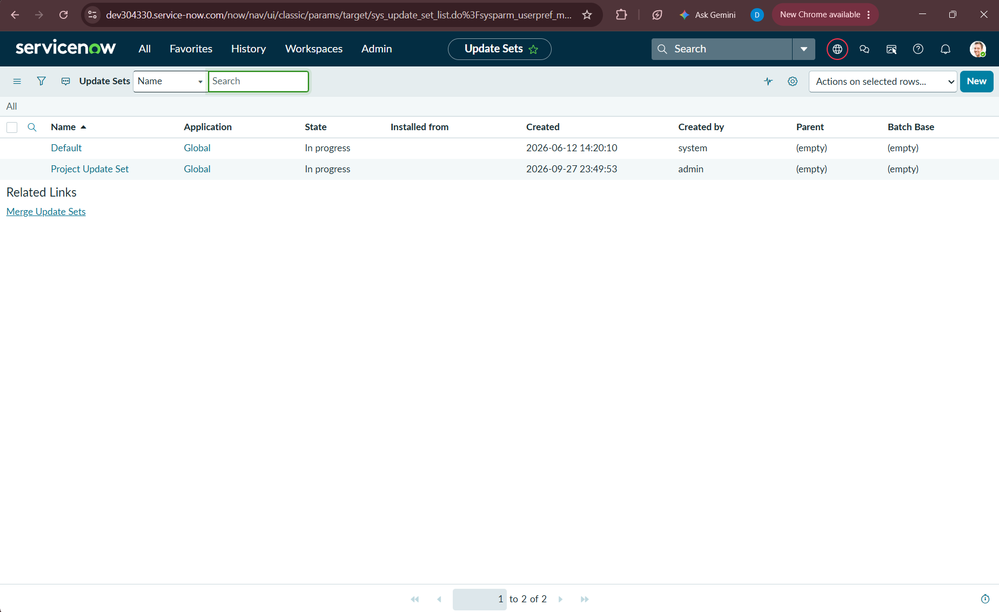 dev304330.service-now.com/now/nav/ui/classic/params/target/sys_update_set_list.do%3Fsysparm_userpref_m...
Ask Gemini
D
New Chrome available
servicenow
All
Favorites
History
Workspaces
Admin
Update Sets
Search
Update Sets
Name
Search
Actions on selected rows...
New
All
Name Application State Installed from Created Created by Parent Batch Base
Default Global In progress 2026-06-12 14:20:10 system (empty) (empty)
Project Update Set Global In progress 2026-09-27 23:49:53 admin (empty) (empty)
Related Links
Merge Update Sets
1 to 2 of 2